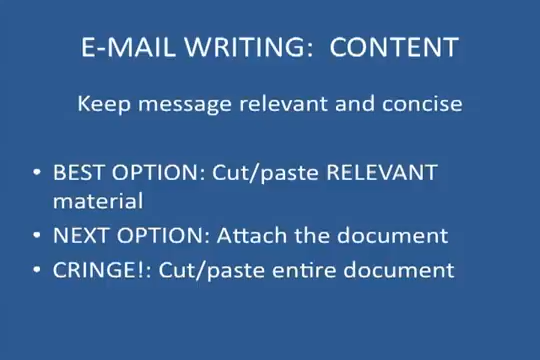 E-MAIL WRITING:  CONTENT
Keep message relevant and concise
• BEST OPTION: Cut/paste RELEVANT
material
• NEXT OPTION: Attach the document
• CRINGE!: Cut/paste entire document